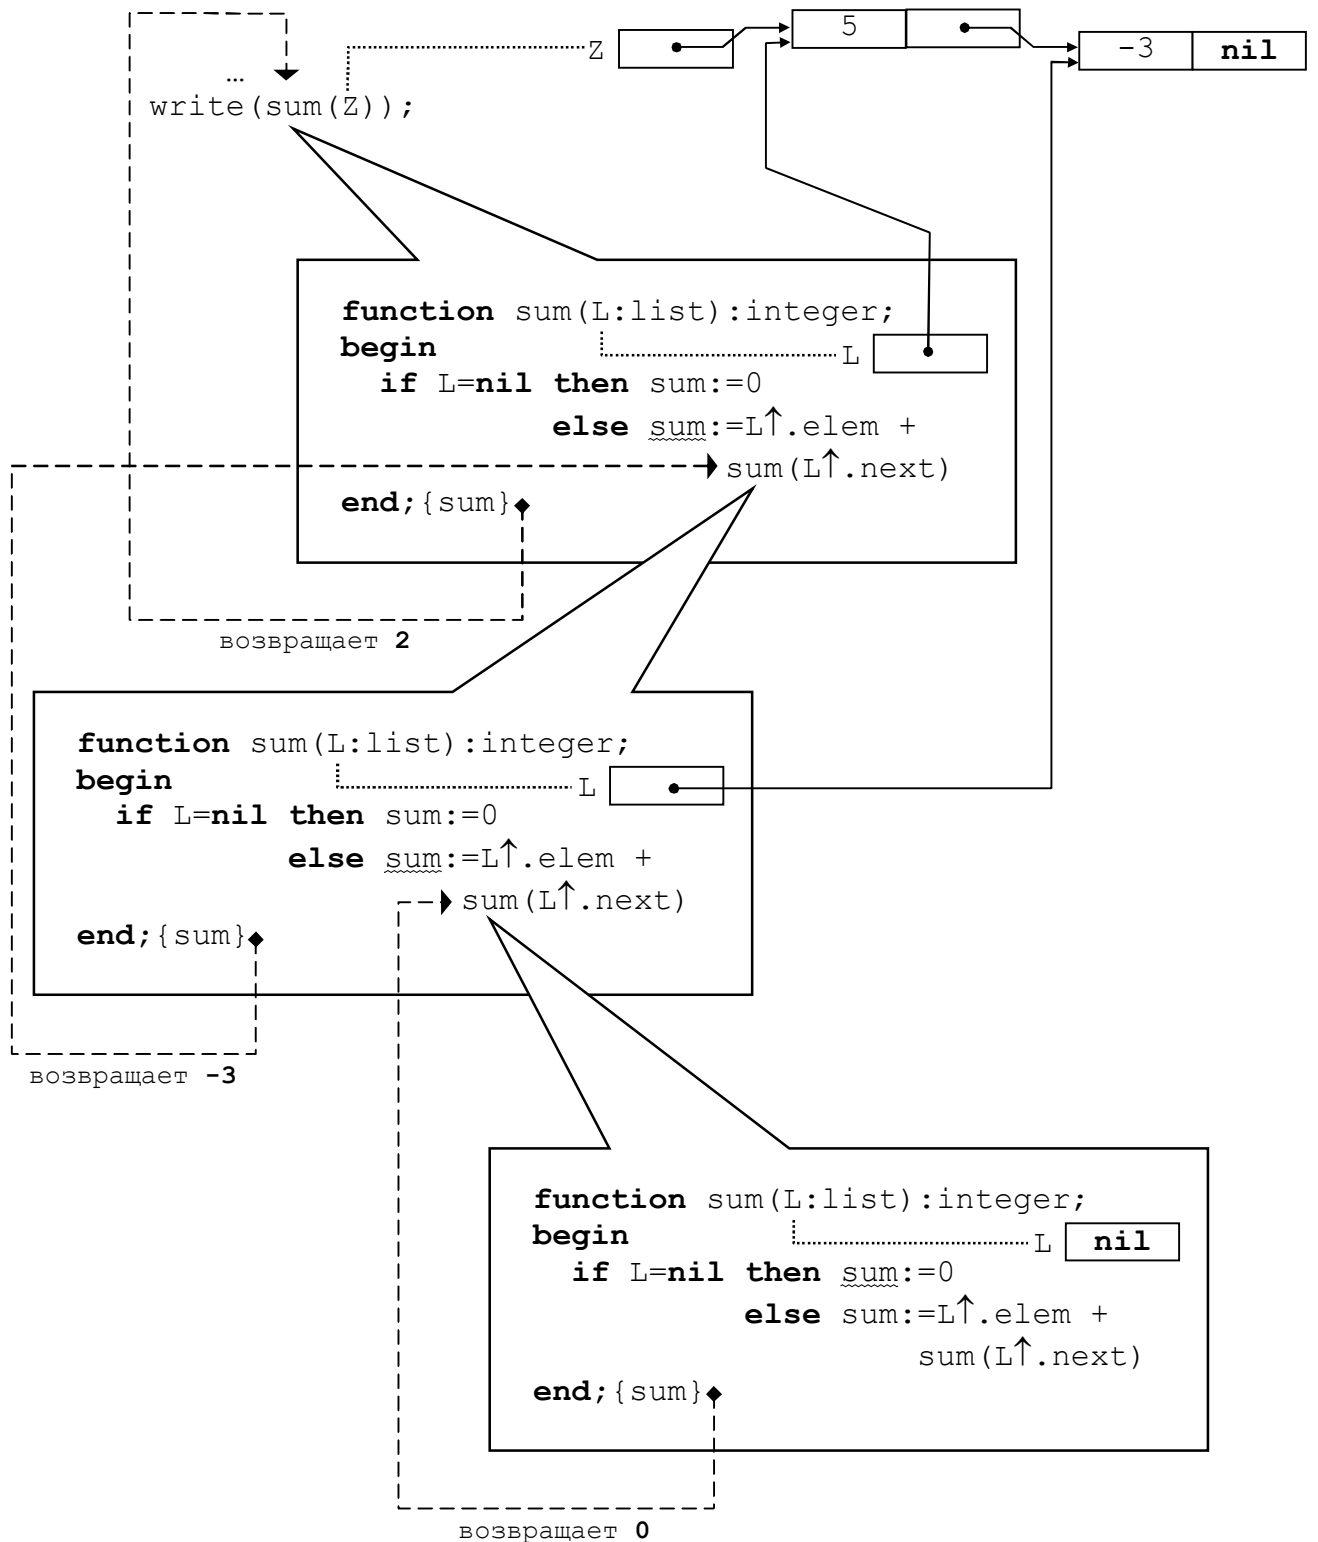 Z 5 -3 nil
…
write(sum(Z));
function sum(L:list):integer;
begin L
if L=nil then sum:=0
else sum:=L↑.elem +
sum(L↑.next)
end;{sum}
возвращает 2
function sum(L:list):integer;
begin L
if L=nil then sum:=0
else sum:=L↑.elem +
sum(L↑.next)
end;{sum}
возвращает -3
function sum(L:list):integer;
begin L nil
if L=nil then sum:=0
else sum:=L↑.elem +
sum(L↑.next)
end;{sum}
возвращает 0